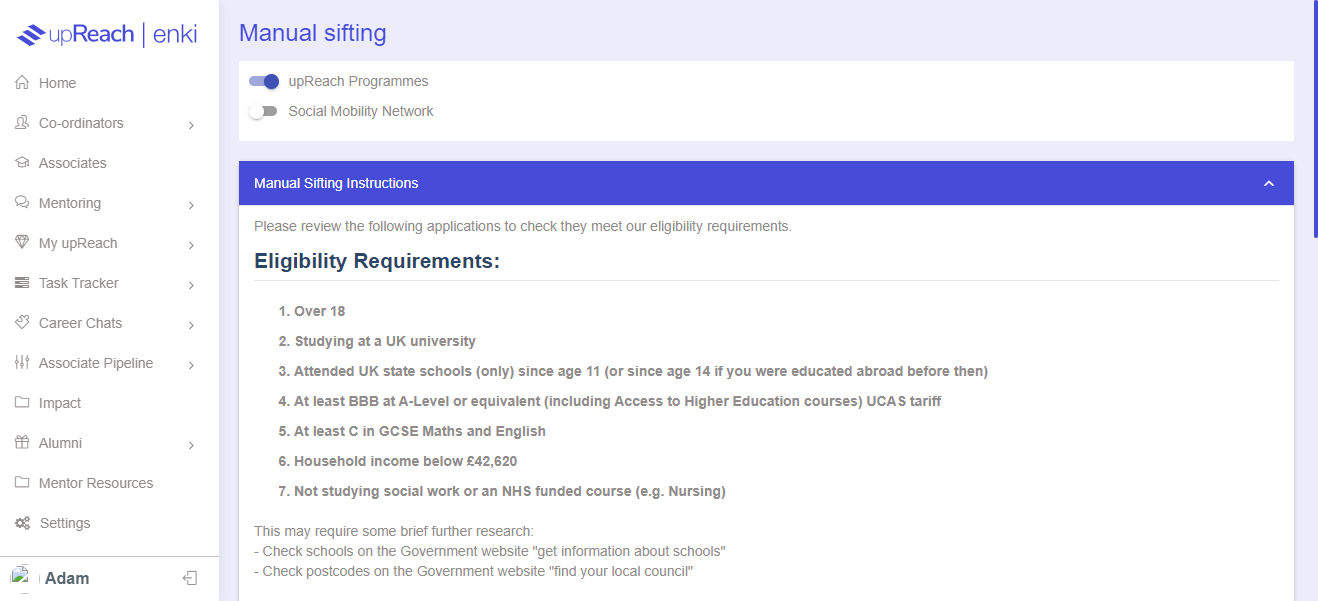 upReach | enki
Home
Co-ordinators
Associates
Mentoring
My upReach
Task Tracker
Career Chats
Associate Pipeline
Impact
Alumni
Mentor Resources
Settings
Adam
Manual sifting
upReach Programmes
Social Mobility Network
Manual Sifting Instructions
Please review the following applications to check they meet our eligibility requirements.
Eligibility Requirements:
1. Over 18
2. Studying at a UK university
3. Attended UK state schools (only) since age 11 (or since age 14 if you were educated abroad before then)
4. At least BBB at A-Level or equivalent (including Access to Higher Education courses) UCAS tariff
5. At least C in GCSE Maths and English
6. Household income below £42,620
7. Not studying social work or an NHS funded course (e.g. Nursing)
This may require some brief further research:
- Check schools on the Government website "get information about schools"
- Check postcodes on the Government website "find your local council"